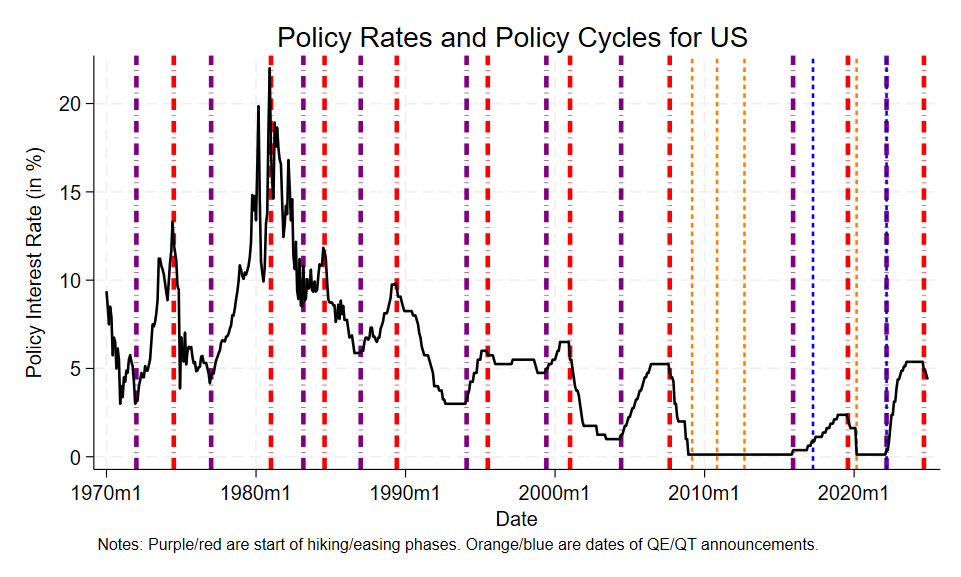 Policy Rates and Policy Cycles for US
Policy Interest Rate (in %)
20
15
10
5
0
1970m1 1980m1 1990m1 2000m1 2010m1 2020m1
Date
Notes: Purple/red are start of hiking/easing phases. Orange/blue are dates of QE/QT announcements.